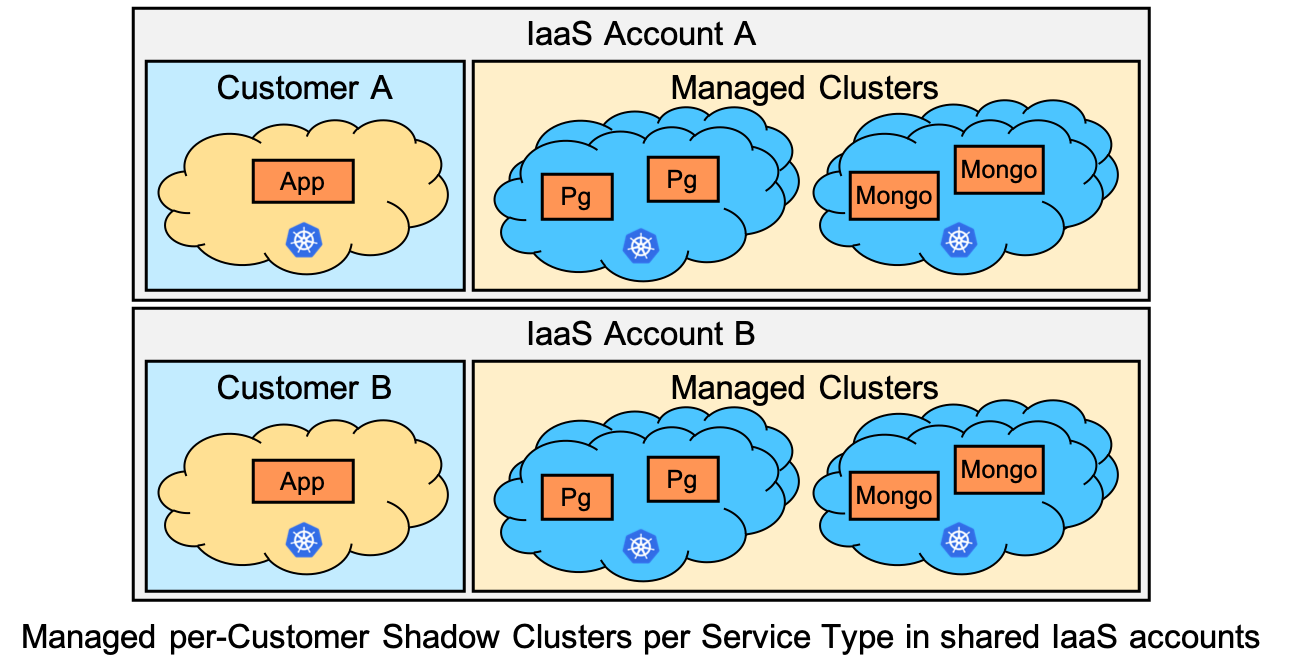 IaaS Account A
Customer A
Managed Clusters
App
Pg
Pg
Mongo
Mongo
IaaS Account B
Customer B
Managed Clusters
App
Pg
Pg
Mongo
Mongo
Managed per-Customer Shadow Clusters per Service Type in shared IaaS accounts